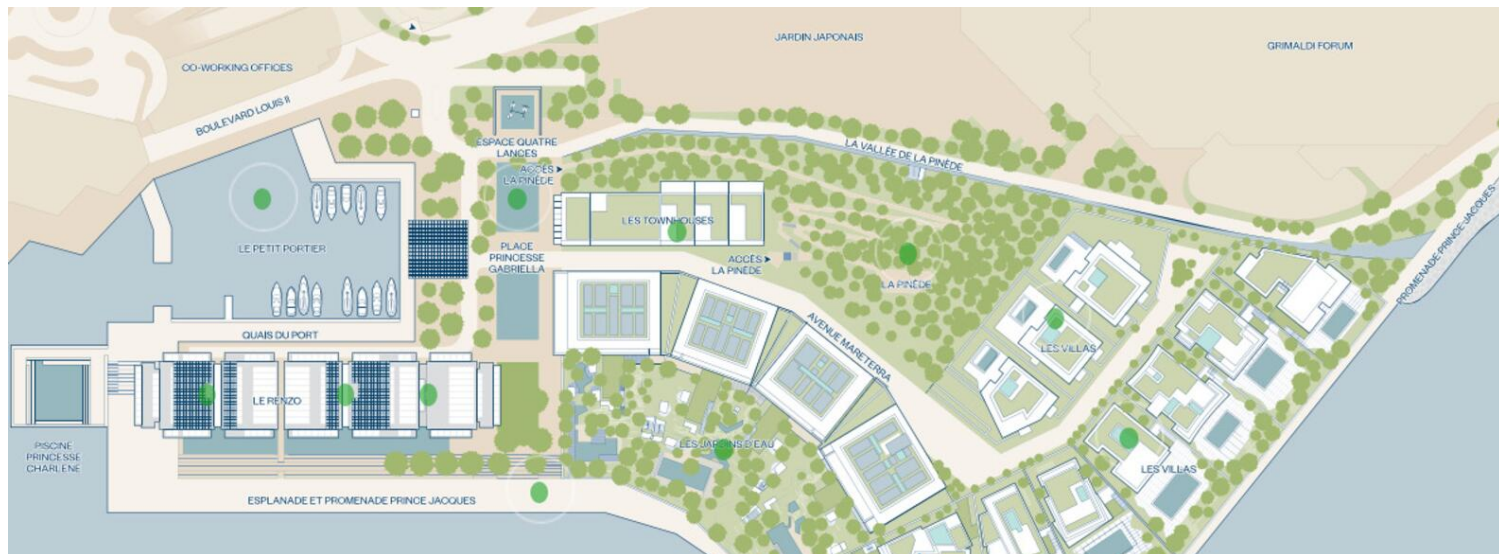 JARDIN JAPONAIS
GRIMALDI FORUM
CO-WORKING OFFICES
BOULEVARD LOUIS II
ESPACE QUATRE
LANCES
LA VALLÉE DE LA PINÈDE
ACCÈS
LA PINÈDE
LES TOWNHOUSES
LE PETIT PORTIER
PLACE
PRINCESSE
GABRIELLA
ACCÈS
LA PINÈDE
LA PINÈDE
PROMENADE PRINCE-JACQUES
QUAIS DU PORT
AVENUE MARETERRA
LES VILLAS
LE RENZO
PISCINE
PRINCESSE
CHARLÈNE
LES JARDINS D'EAU
LES VILLAS
ESPLANADE ET PROMENADE PRINCE JACQUES